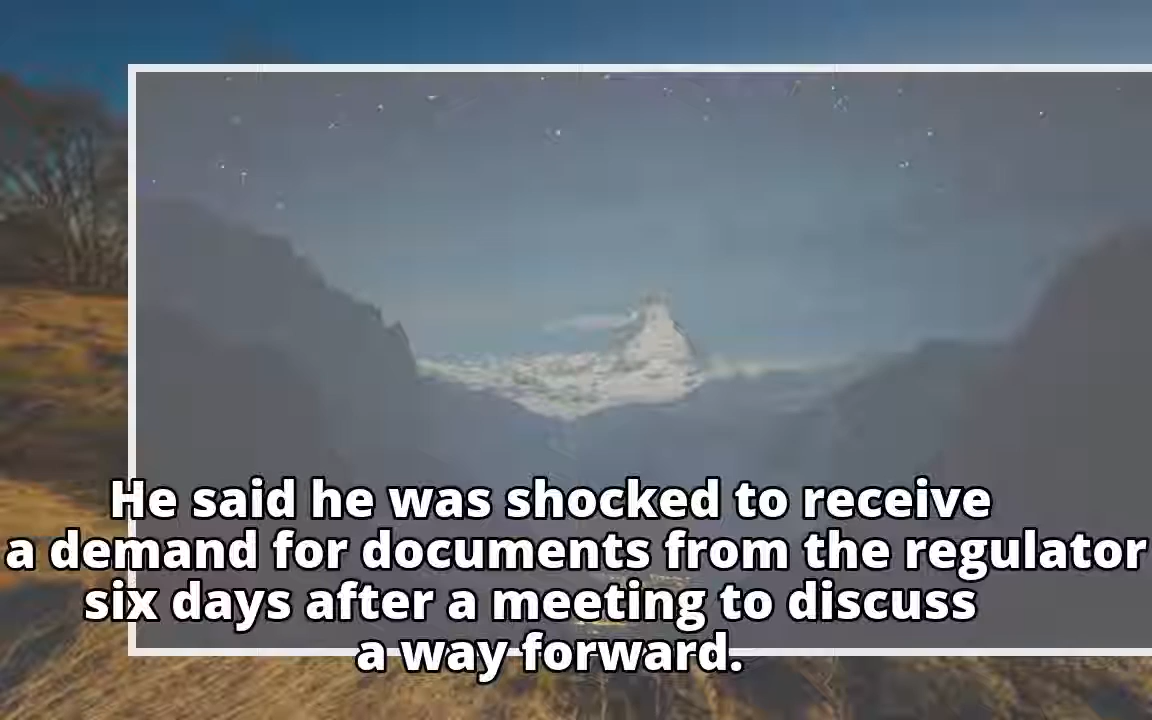 He said he was shocked to receive
a demand for documents from the regulator
six days after a meeting to discuss
a way forward.